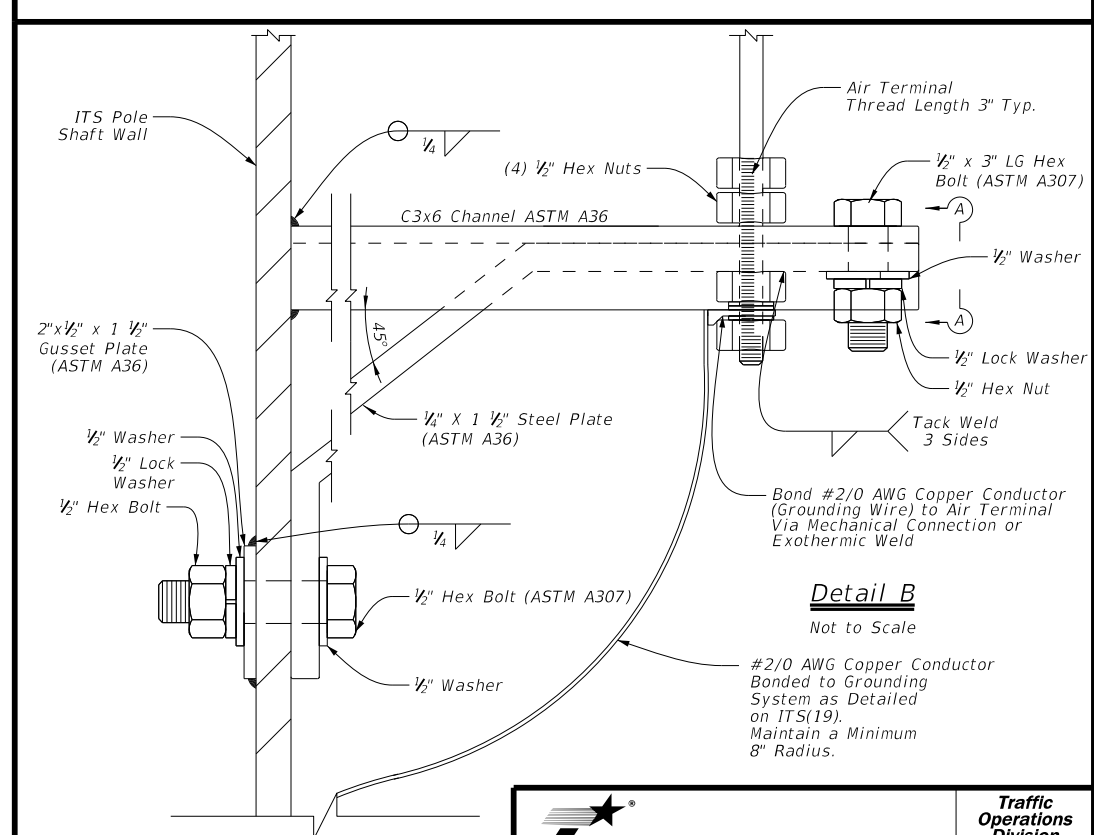 ITS Pole
Shaft Wall
1/4
Air Terminal
Thread Length 3" Typ.
(4) 1/2" Hex Nuts
1/2" x 3" LG Hex
Bolt (ASTM A307)
C3x6 Channel ASTM A36
A
1/2" Washer
2"x1/2" x 1 1/2"
Gusset Plate
(ASTM A36)
45°
A
1/2" Lock Washer
1/2" Hex Nut
1/4" X 1 1/2" Steel Plate
(ASTM A36)
Tack Weld
3 Sides
1/2" Washer
1/2" Lock
Washer
1/2" Hex Bolt
1/4
Bond #2/0 AWG Copper Conductor
(Grounding Wire) to Air Terminal
Via Mechanical Connection or
Exothermic Weld
1/2" Hex Bolt (ASTM A307)
Detail B
Not to Scale
1/2" Washer
#2/0 AWG Copper Conductor
Bonded to Grounding
System as Detailed
on ITS(19).
Maintain a Minimum
8" Radius.
®
Traffic
Operations
Division